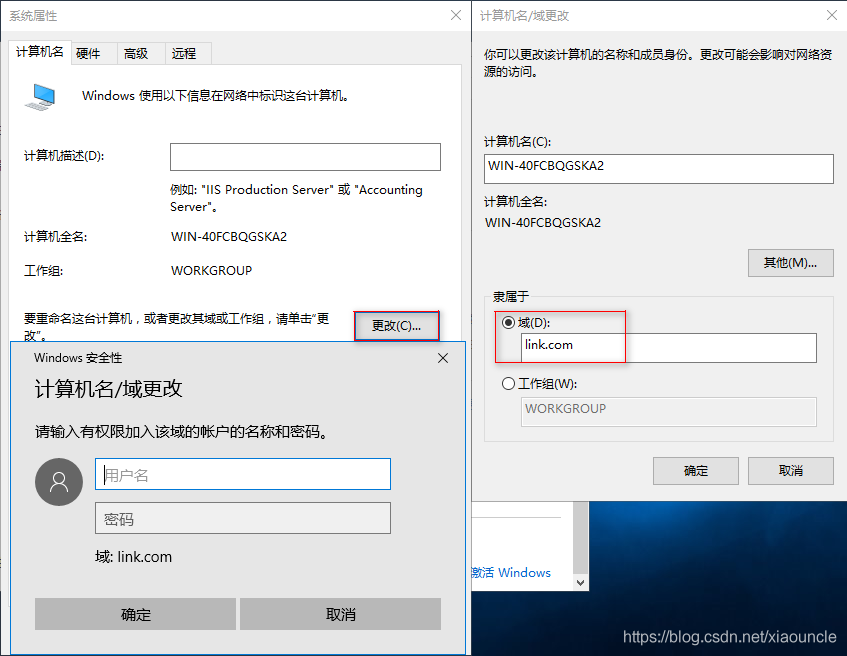 系统属性
计算机名
硬件
高级
远程
Windows 使用以下信息在网络中标识这台计算机。
计算机描述(D):
例如: "IIS Production Server" 或 "Accounting
Server"。
计算机全名:
WIN-40FCBQGSKA2
工作组:
WORKGROUP
要重命名这台计算机，或者更改其域或工作组，请单击"更
改"。
更改(C)...
Windows 安全性
计算机名/域更改
请输入有权限加入该域的帐户的名称和密码。
用户名
密码
域: link.com
确定
取消
计算机名/域更改
你可以更改该计算机的名称和成员身份。更改可能会影响对网络资
源的访问。
计算机名(C):
WIN-40FCBQGSKA2
计算机全名:
WIN-40FCBQGSKA2
其他(M)...
隶属于
域(D):
link.com
工作组(W):
WORKGROUP
确定
取消
激活 Windows
https://blog.csdn.net/xiaouncle